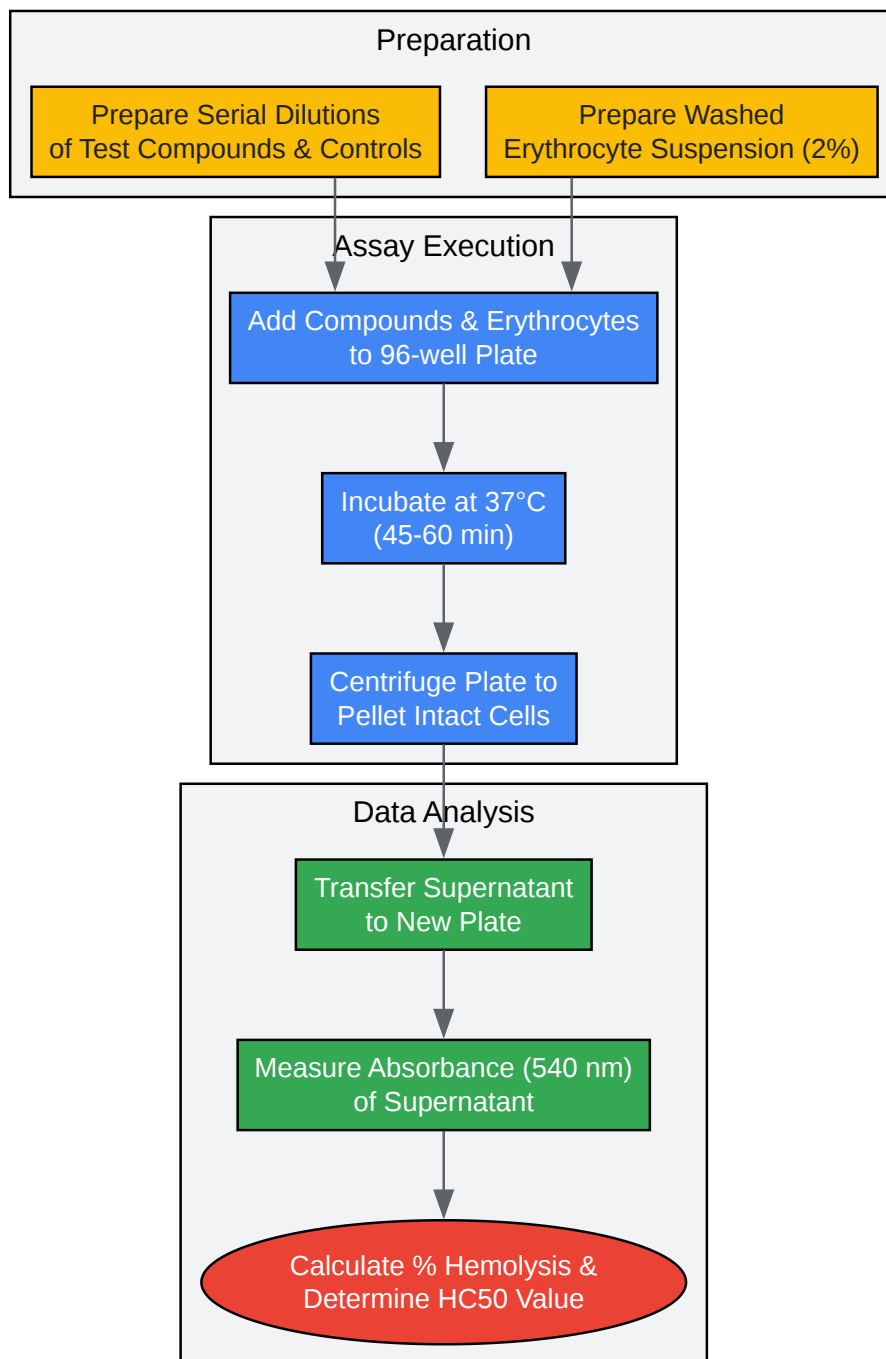 Preparation
Prepare Serial Dilutions
of Test Compounds & Controls
Prepare Washed
Erythrocyte Suspension (2%)
Assay Execution
Add Compounds & Erythrocytes
to 96-well Plate
Incubate at 37°C
(45-60 min)
Centrifuge Plate to
Pellet Intact Cells
Data Analysis
Transfer Supernatant
to New Plate
Measure Absorbance (540 nm)
of Supernatant
Calculate % Hemolysis &
Determine HC50 Value